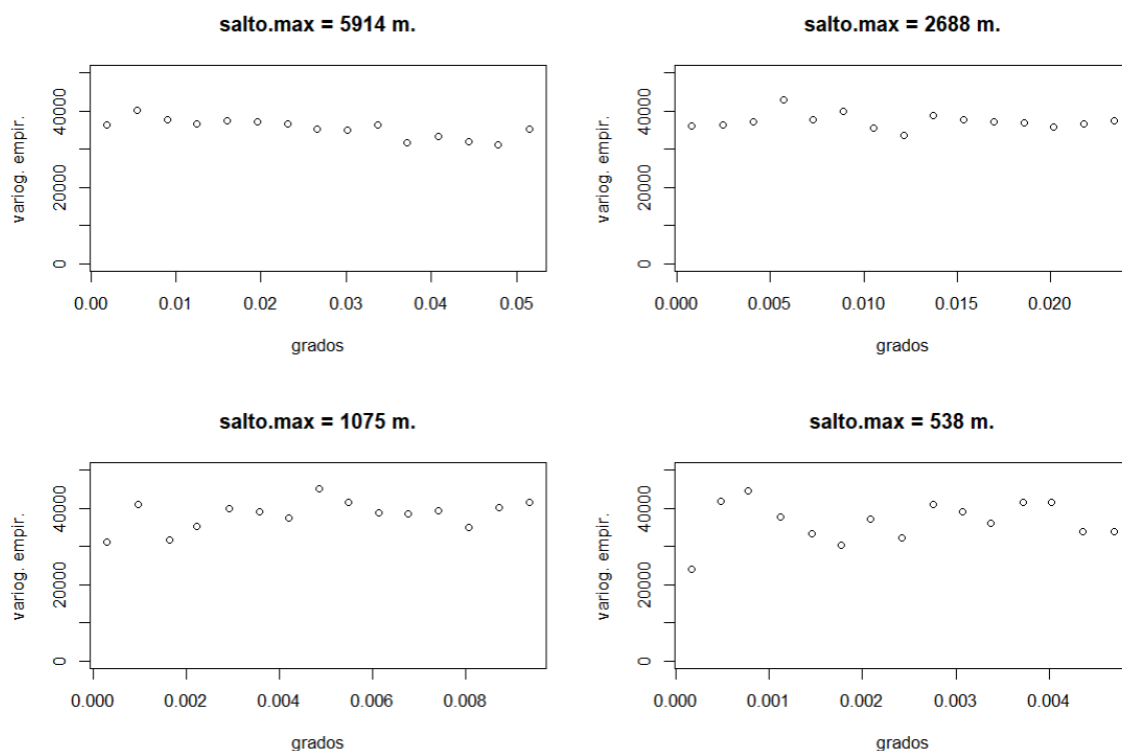 salto.max = 5914 m.
variog. empir.
0 20000 40000
0.00 0.01 0.02 0.03 0.04 0.05
grados
salto.max = 2688 m.
variog. empir.
0 20000 40000
0.000 0.005 0.010 0.015 0.020
grados
salto.max = 1075 m.
variog. empir.
0 20000 40000
0.000 0.002 0.004 0.006 0.008
grados
salto.max = 538 m.
variog. empir.
0 20000 40000
0.000 0.001 0.002 0.003 0.004
grados